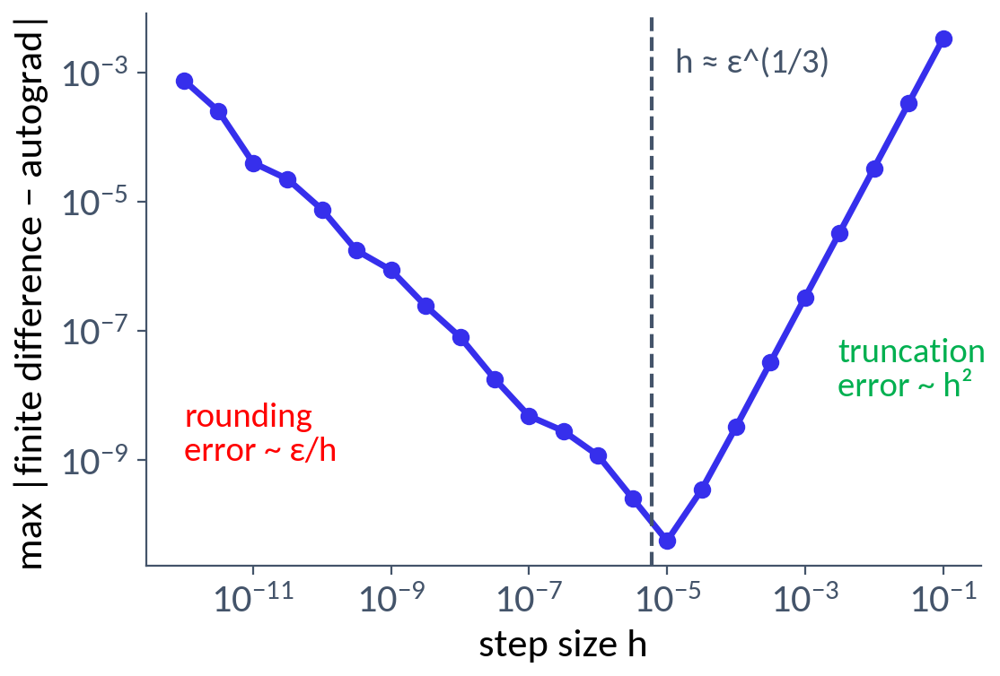 max |finite difference − autograd|
10⁻³
10⁻⁵
10⁻⁷
10⁻⁹
h ≈ ε^(1/3)
truncation
error ~ h²
rounding
error ~ ε/h
10⁻¹¹
10⁻⁹
10⁻⁷
10⁻⁵
10⁻³
10⁻¹
step size h